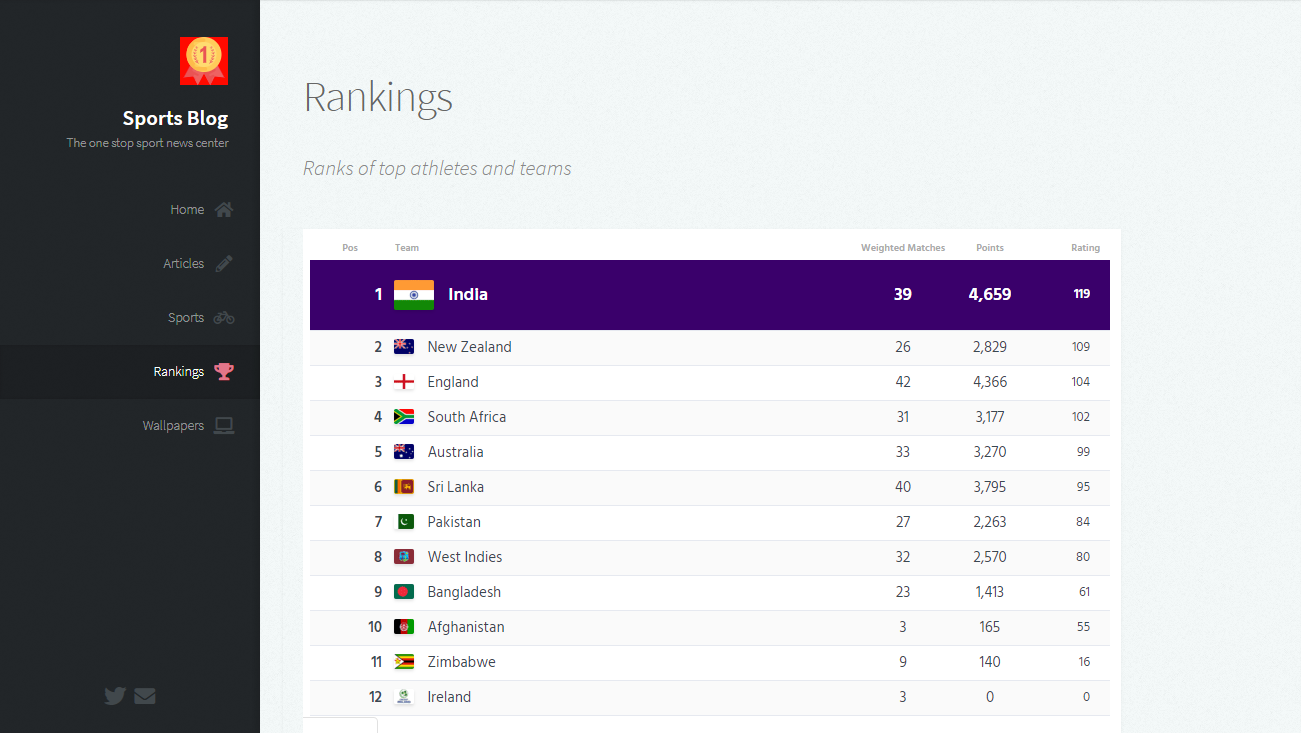 1
Sports Blog
The one stop sport news center
Home
Articles
Sports
Rankings
Wallpapers
Rankings
Ranks of top athletes and teams
Pos Team Weighted Matches Points Rating
1 India 39 4,659 119
2 New Zealand 26 2,829 109
3 England 42 4,366 104
4 South Africa 31 3,177 102
5 Australia 33 3,270 99
6 Sri Lanka 40 3,795 95
7 Pakistan 27 2,263 84
8 West Indies 32 2,570 80
9 Bangladesh 23 1,413 61
10 Afghanistan 3 165 55
11 Zimbabwe 9 140 16
12 Ireland 3 0 0